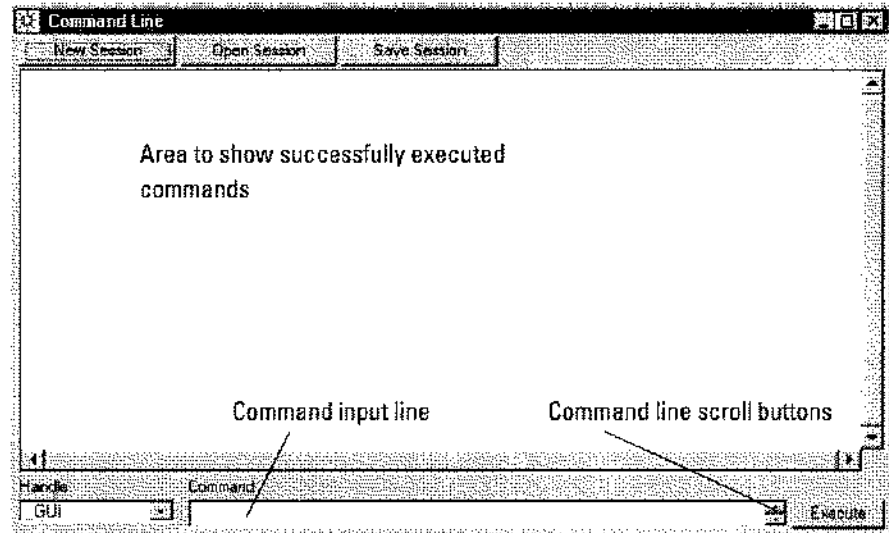 Command Line
New Session Open Session Save Session
Area to show successfully executed
commands
Command input line Command line scroll buttons
Handle Command
_GUI Execute